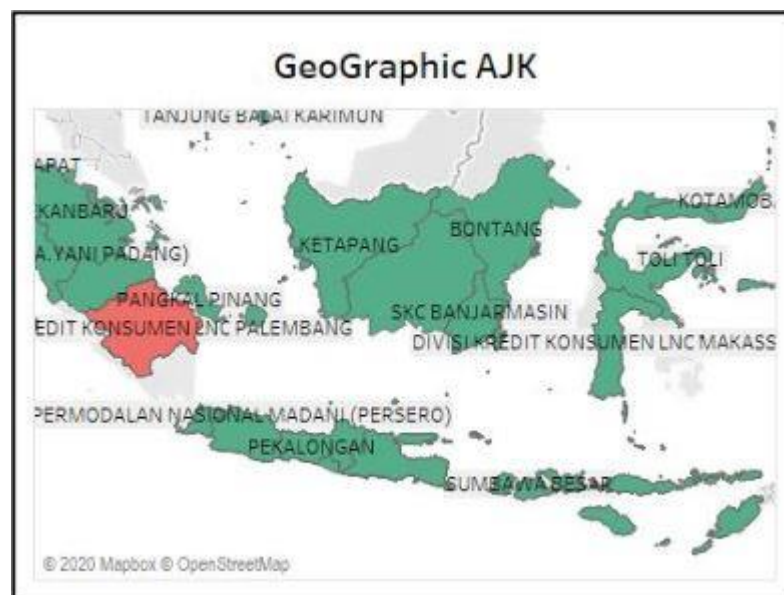 GeoGraphic AJK
TANJUNG BALAI KARIMUN
APAT
KANBARU
KOTAMOB.
A.YANI PADANG)
KETAPANG
BONTANG
TOLI TOLI
PANGKAL PINANG
SKC BANJARMASIN
EDIT KONSUMEN LNC PALEMBANG
DIVISI KREDIT KONSUMEN LNC MAKASS
PERMODALAN NASIONAL MADANI (PERSERO)
PEKALONGAN
SUMBAWA BESAR
© 2020 Mapbox © OpenStreetMap